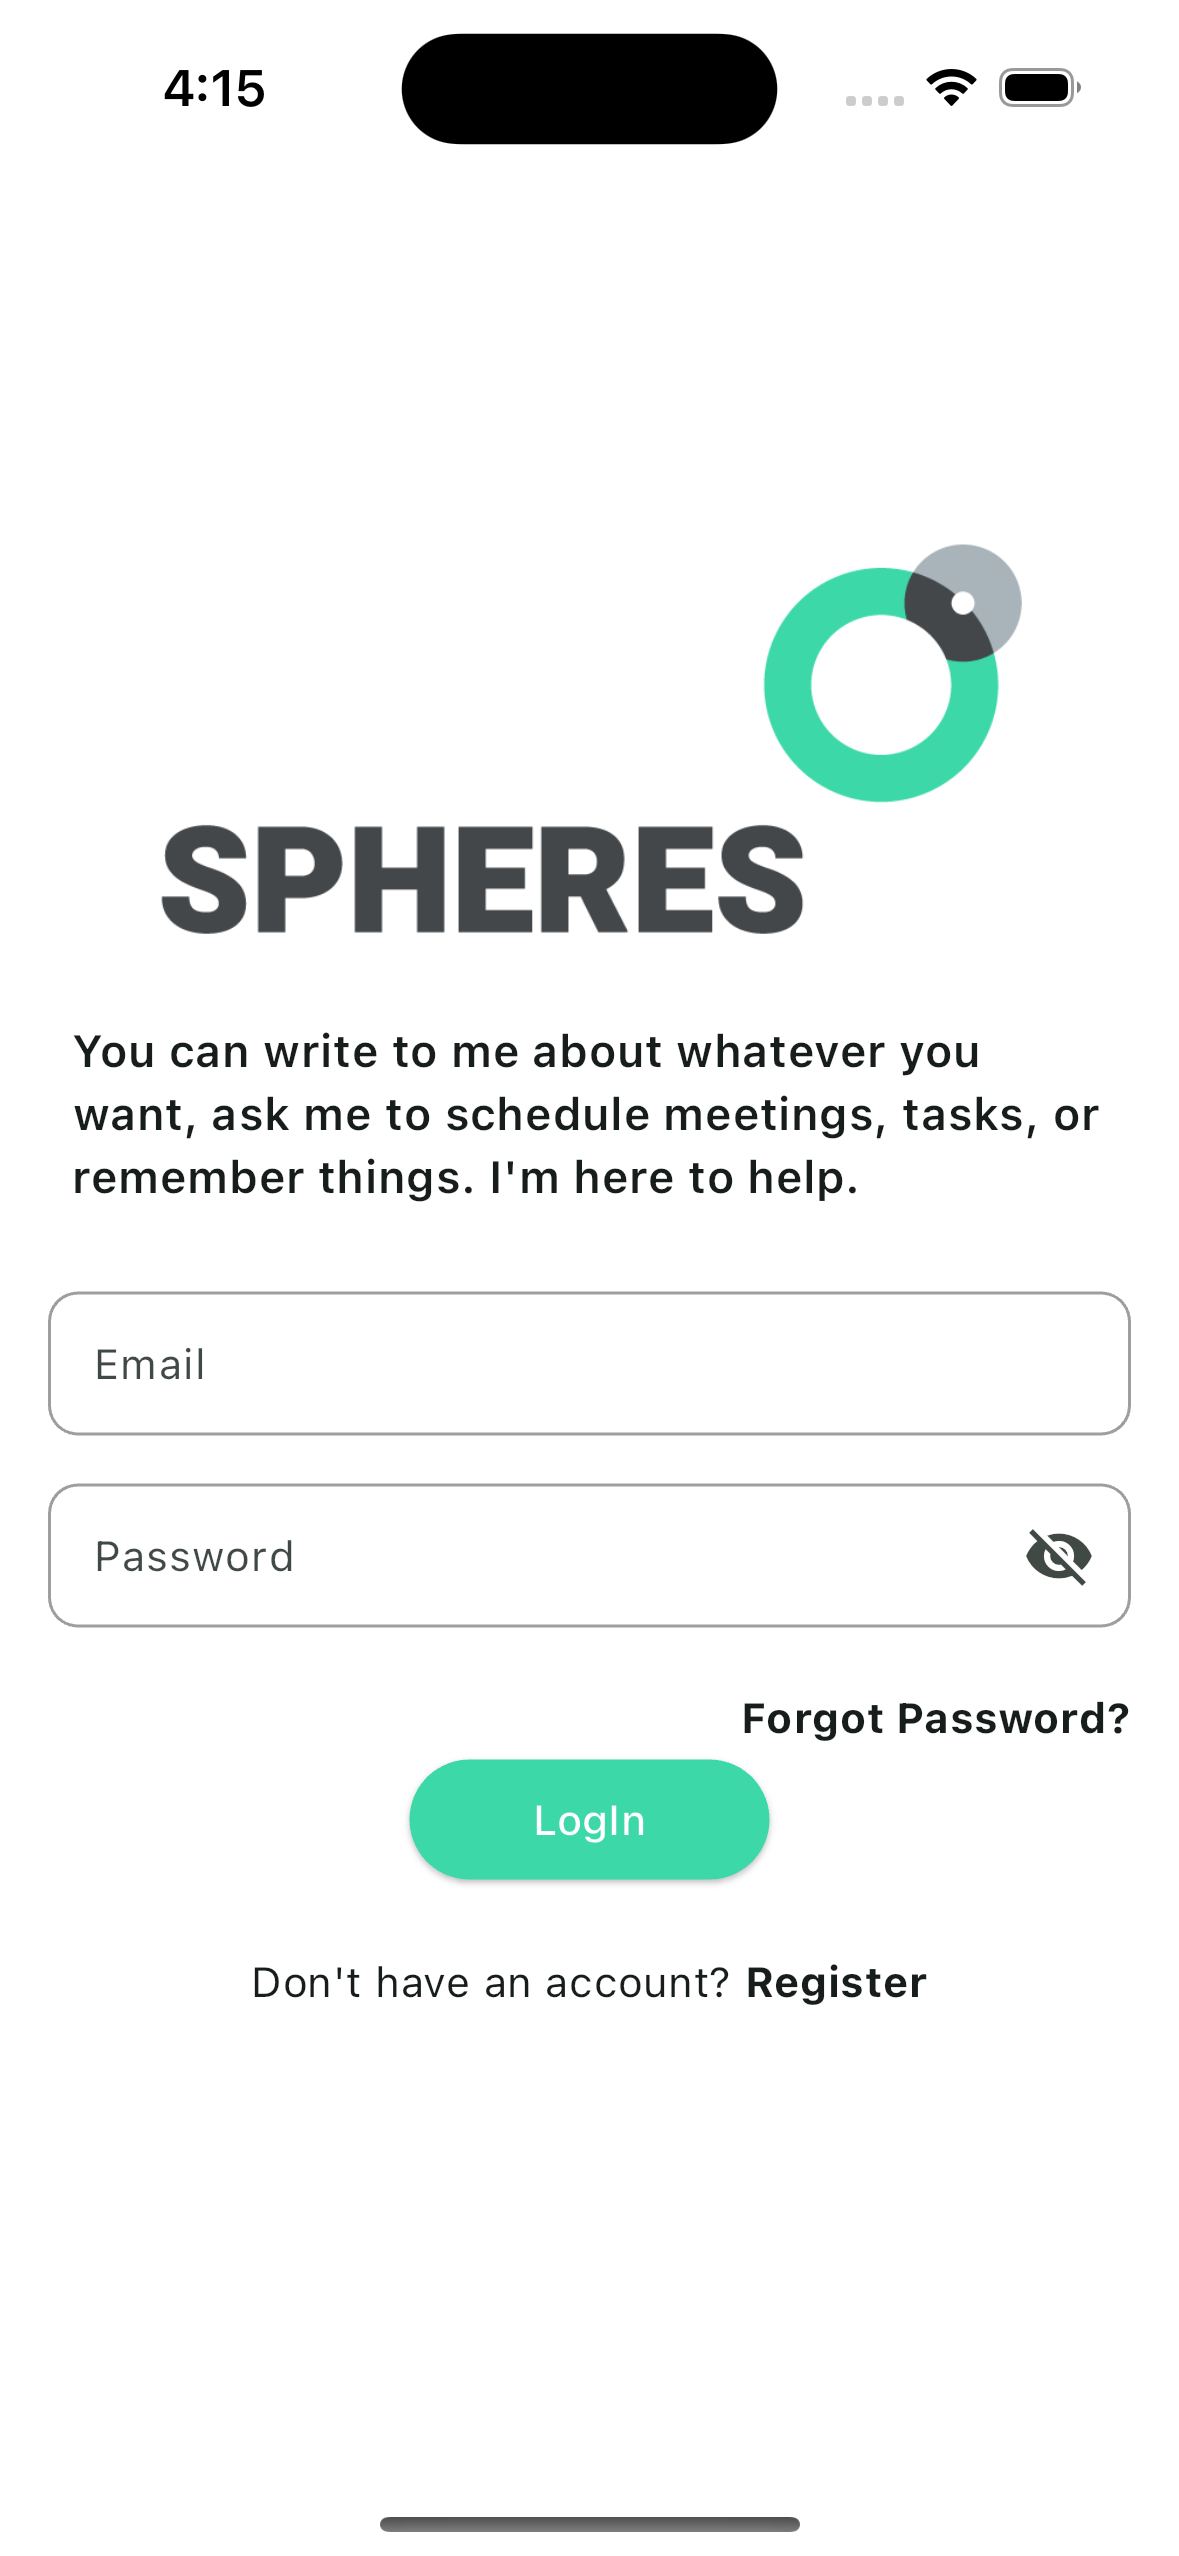 4:15
SPHERES
You can write to me about whatever you
want, ask me to schedule meetings, tasks, or
remember things. I'm here to help.
Email
Password
Forgot Password?
LogIn
Don't have an account? Register